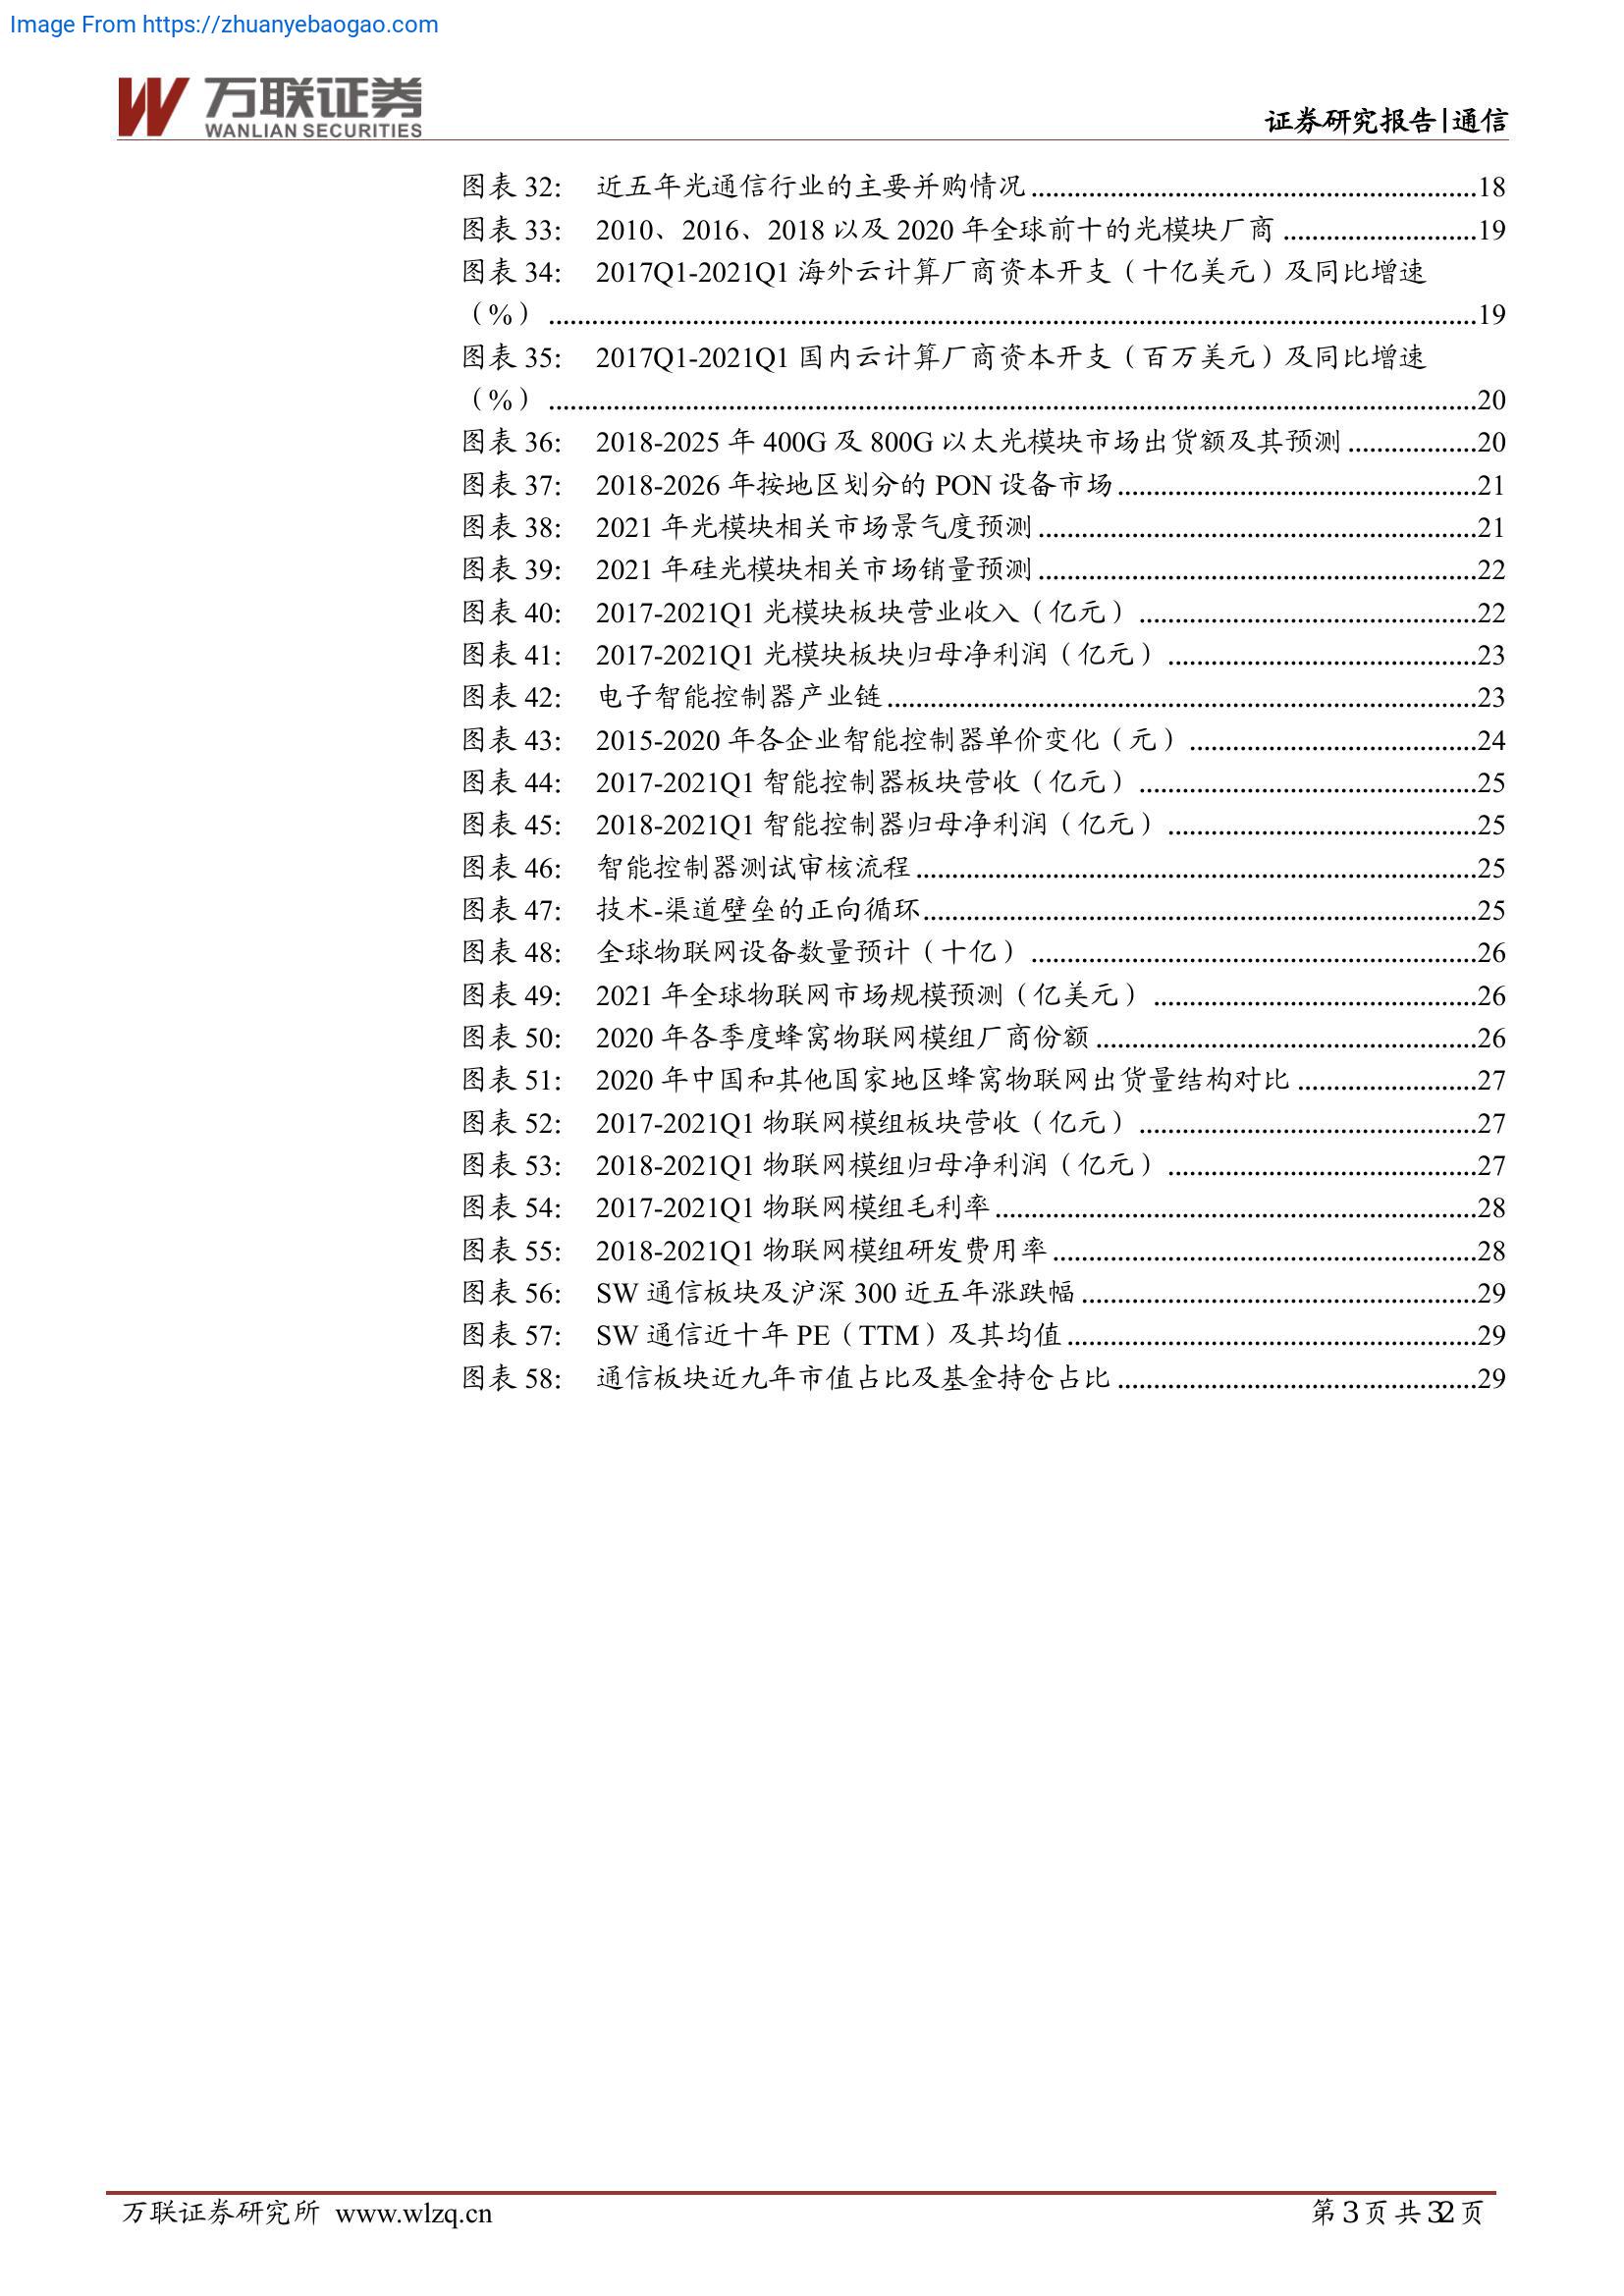 Image From https://zhuanyebaogao.com
万联证券
WANLIAN SECURITIES
证券研究报告|通信
图表 32： 近五年光通信行业的主要并购情况..............................................................18
图表 33： 2010、2016、2018 以及 2020 年全球前十的光模块厂商 ...........................19
图表 34： 2017Q1-2021Q1 海外云计算厂商资本开支（十亿美元）及同比增速
（%） .................................................................................................................................19
图表 35： 2017Q1-2021Q1 国内云计算厂商资本开支（百万美元）及同比增速
（%） .................................................................................................................................20
图表 36： 2018-2025 年 400G 及 800G 以太光模块市场出货额及其预测 ..................20
图表 37： 2018-2026 年按地区划分的 PON 设备市场..................................................21
图表 38： 2021 年光模块相关市场景气度预测.............................................................21
图表 39： 2021 年硅光模块相关市场销量预测.............................................................22
图表 40： 2017-2021Q1 光模块板块营业收入（亿元） ...............................................22
图表 41： 2017-2021Q1 光模块板块归母净利润（亿元） ...........................................23
图表 42： 电子智能控制器产业链..................................................................................23
图表 43： 2015-2020 年各企业智能控制器单价变化（元） ........................................24
图表 44： 2017-2021Q1 智能控制器板块营收（亿元） ...............................................25
图表 45： 2018-2021Q1 智能控制器归母净利润（亿元） ...........................................25
图表 46： 智能控制器测试审核流程..............................................................................25
图表 47： 技术-渠道壁垒的正向循环.............................................................................25
图表 48： 全球物联网设备数量预计（十亿） ..............................................................26
图表 49： 2021 年全球物联网市场规模预测（亿美元） .............................................26
图表 50： 2020 年各季度蜂窝物联网模组厂商份额 .....................................................26
图表 51： 2020 年中国和其他国家地区蜂窝物联网出货量结构对比 .........................27
图表 52： 2017-2021Q1 物联网模组板块营收（亿元） ...............................................27
图表 53： 2018-2021Q1 物联网模组归母净利润（亿元） ...........................................27
图表 54： 2017-2021Q1 物联网模组毛利率...................................................................28
图表 55： 2018-2021Q1 物联网模组研发费用率...........................................................28
图表 56： SW 通信板块及沪深 300 近五年涨跌幅 .......................................................29
图表 57： SW 通信近十年 PE（TTM）及其均值.........................................................29
图表 58： 通信板块近九年市值占比及基金持仓占比 ..................................................29
万联证券研究所 www.wlzq.cn
第 3 页 共 32 页